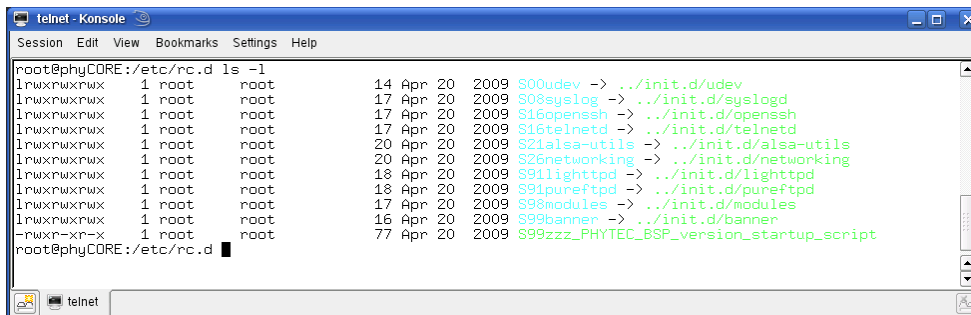 telnet - Konsole
Session Edit View Bookmarks Settings Help
root@phyCORE:/etc/rc.d ls -l
lrwxrwxrwx 1 root root 14 Apr 20 2009 S00udev -> ../init.d/udev
lrwxrwxrwx 1 root root 17 Apr 20 2009 S08syslog -> ../init.d/syslogd
lrwxrwxrwx 1 root root 17 Apr 20 2009 S16openssh -> ../init.d/openssh
lrwxrwxrwx 1 root root 17 Apr 20 2009 S16telnetd -> ../init.d/telnetd
lrwxrwxrwx 1 root root 20 Apr 20 2009 S21alsa-utils -> ../init.d/alsa-utils
lrwxrwxrwx 1 root root 20 Apr 20 2009 S26networking -> ../init.d/networking
lrwxrwxrwx 1 root root 18 Apr 20 2009 S91lighttpd -> ../init.d/lighttpd
lrwxrwxrwx 1 root root 18 Apr 20 2009 S91pureftpd -> ../init.d/pureftpd
lrwxrwxrwx 1 root root 17 Apr 20 2009 S98modules -> ../init.d/modules
lrwxrwxrwx 1 root root 16 Apr 20 2009 S99banner -> ../init.d/banner
-rwxr-xr-x 1 root root 77 Apr 20 2009 S99zzz_PHYTEC_BSP_version_startup_script
root@phyCORE:/etc/rc.d
telnet